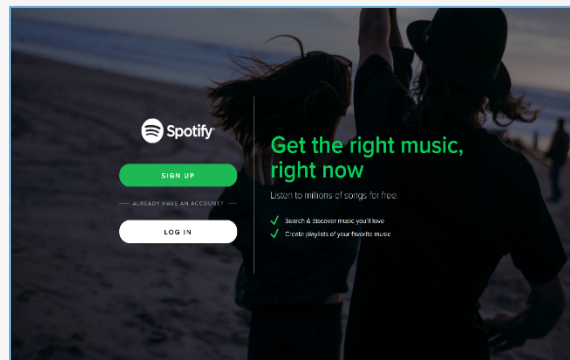 Spotify
SIGN UP
ALREADY HAVE AN ACCOUNT?
LOG IN
Get the right music,
right now
Listen to millions of songs for free.
Search & discover music you'll love
Create playlists of your favorite music